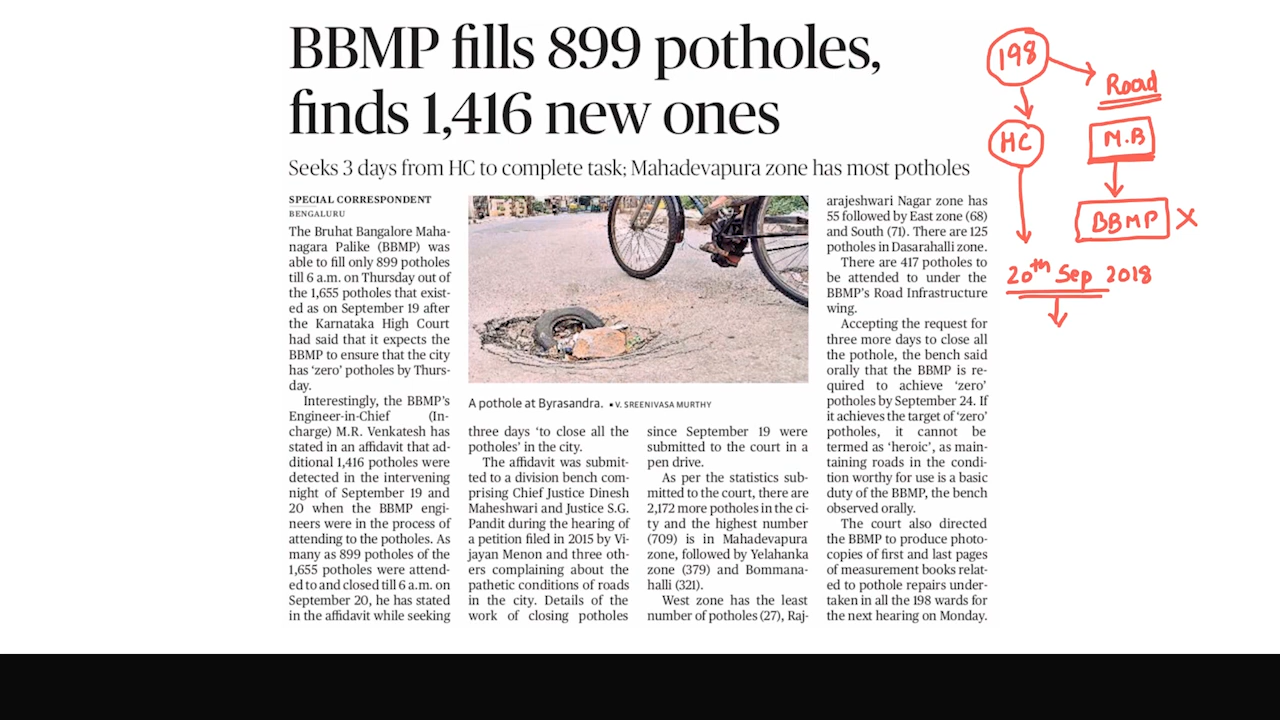 BBMP fills 899 potholes,
finds 1,416 new ones
Seeks 3 days from HC to complete task; Mahadevapura zone has most potholes
SPECIAL CORRESPONDENT
BENGALURU
The Bruhat Bangalore Maha-
nagara Palike (BBMP) was
able to fill only 899 potholes
till 6 a.m. on Thursday out of
the 1,655 potholes that exist-
ed as on September 19 after
the Karnataka High Court
had said that it expects the
BBMP to ensure that the city
has ‘zero’ potholes by Thurs-
day.
Interestingly, the BBMP’s
Engineer-in-Chief (In-
charge) M.R. Venkatesh has
stated in an affidavit that ad-
ditional 1,416 potholes were
detected in the intervening
night of September 19 and
20 when the BBMP engi-
neers were in the process of
attending to the potholes. As
many as 899 potholes of the
1,655 potholes were attend-
ed to and closed till 6 a.m. on
September 20, he has stated
in the affidavit while seeking
A pothole at Byrasandra. ▪ V. SREENIVASA MURTHY
three days ‘to close all the
potholes’ in the city.
The affidavit was submit-
ted to a division bench com-
prising Chief Justice Dinesh
Maheshwari and Justice S.G.
Pandit during the hearing of
a petition filed in 2015 by Vi-
jayan Menon and three oth-
ers complaining about the
pathetic conditions of roads
in the city. Details of the
work of closing potholes
since September 19 were
submitted to the court in a
pen drive.
As per the statistics sub-
mitted to the court, there are
2,172 more potholes in the ci-
ty and the highest number
(709) is in Mahadevapura
zone, followed by Yelahanka
zone (379) and Bommana-
halli (321).
West zone has the least
number of potholes (27), Raj-
arajeshwari Nagar zone has
55 followed by East zone (68)
and South (71). There are 125
potholes in Dasarahalli zone.
There are 417 potholes to
be attended to under the
BBMP’s Road Infrastructure
wing.
Accepting the request for
three more days to close all
the pothole, the bench said
orally that the BBMP is re-
quired to achieve ‘zero’
potholes by September 24. If
it achieves the target of ‘zero’
potholes, it cannot be
termed as ‘heroic’, as main-
taining roads in the condi-
tion worthy for use is a basic
duty of the BBMP, the bench
observed orally.
The court also directed
the BBMP to produce photo-
copies of first and last pages
of measurement books relat-
ed to pothole repairs under-
taken in all the 198 wards for
the next hearing on Monday.
198
Road
HC
M.B
BBMP X
20th Sep 2018